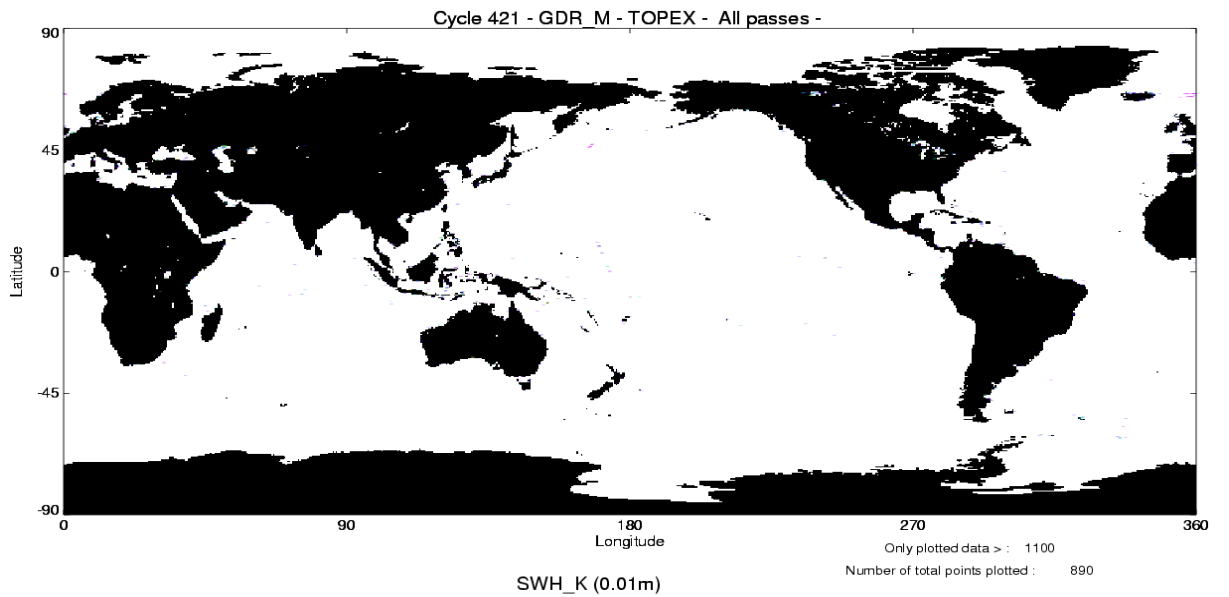 Cycle 421 - GDR_M - TOPEX - All passes -
90
45
Latitude
0
-45
-90
0 90 180 270 360
Longitude
Only plotted data > : 1100
Number of total points plotted : 890
SWH_K (0.01m)